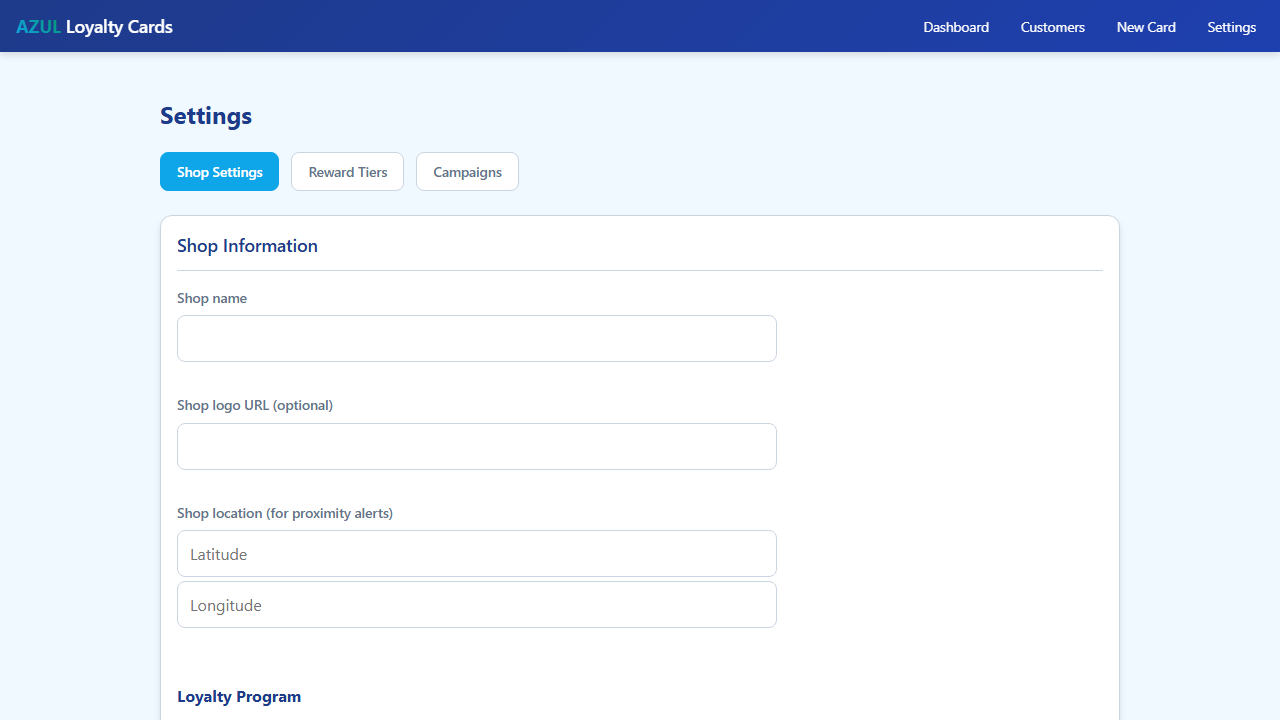 AZUL Loyalty Cards
Dashboard
Customers
New Card
Settings
Settings
Shop Settings
Reward Tiers
Campaigns
Shop Information
Shop name
Shop logo URL (optional)
Shop location (for proximity alerts)
Latitude
Longitude
Loyalty Program